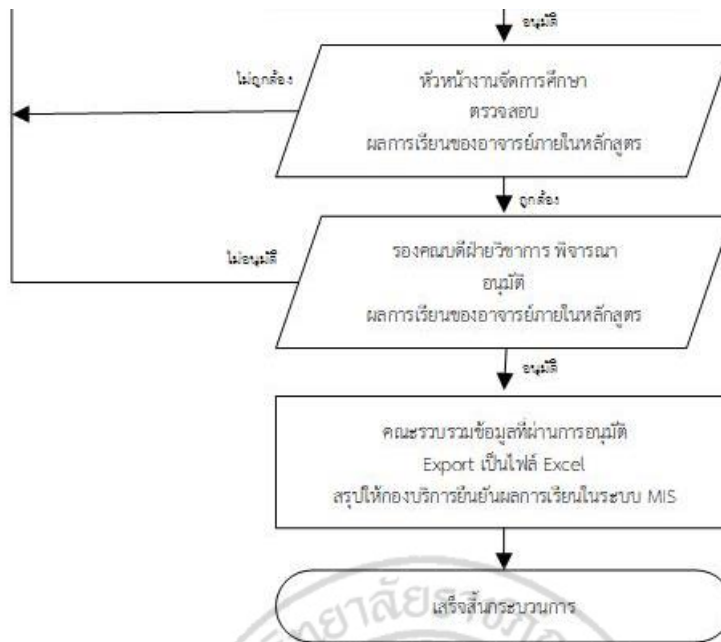 อนุมัติ
ไม่ถูกต้อง
หัวหน้างานจัดการศึกษา
ตรวจสอบ
ผลการเรียนของอาจารย์ภายในหลักสูตร
ถูกต้อง
ไม่อนุมัติ
รองคณบดีฝ่ายวิชาการ พิจารณา
อนุมัติ
ผลการเรียนของอาจารย์ภายในหลักสูตร
อนุมัติ
คณะรวบรวมข้อมูลที่ผ่านการอนุมัติ
Export เป็นไฟล์ Excel
สรุปให้กองบริการยืนยันผลการเรียนในระบบ MIS
เสร็จสิ้นกระบวนการ